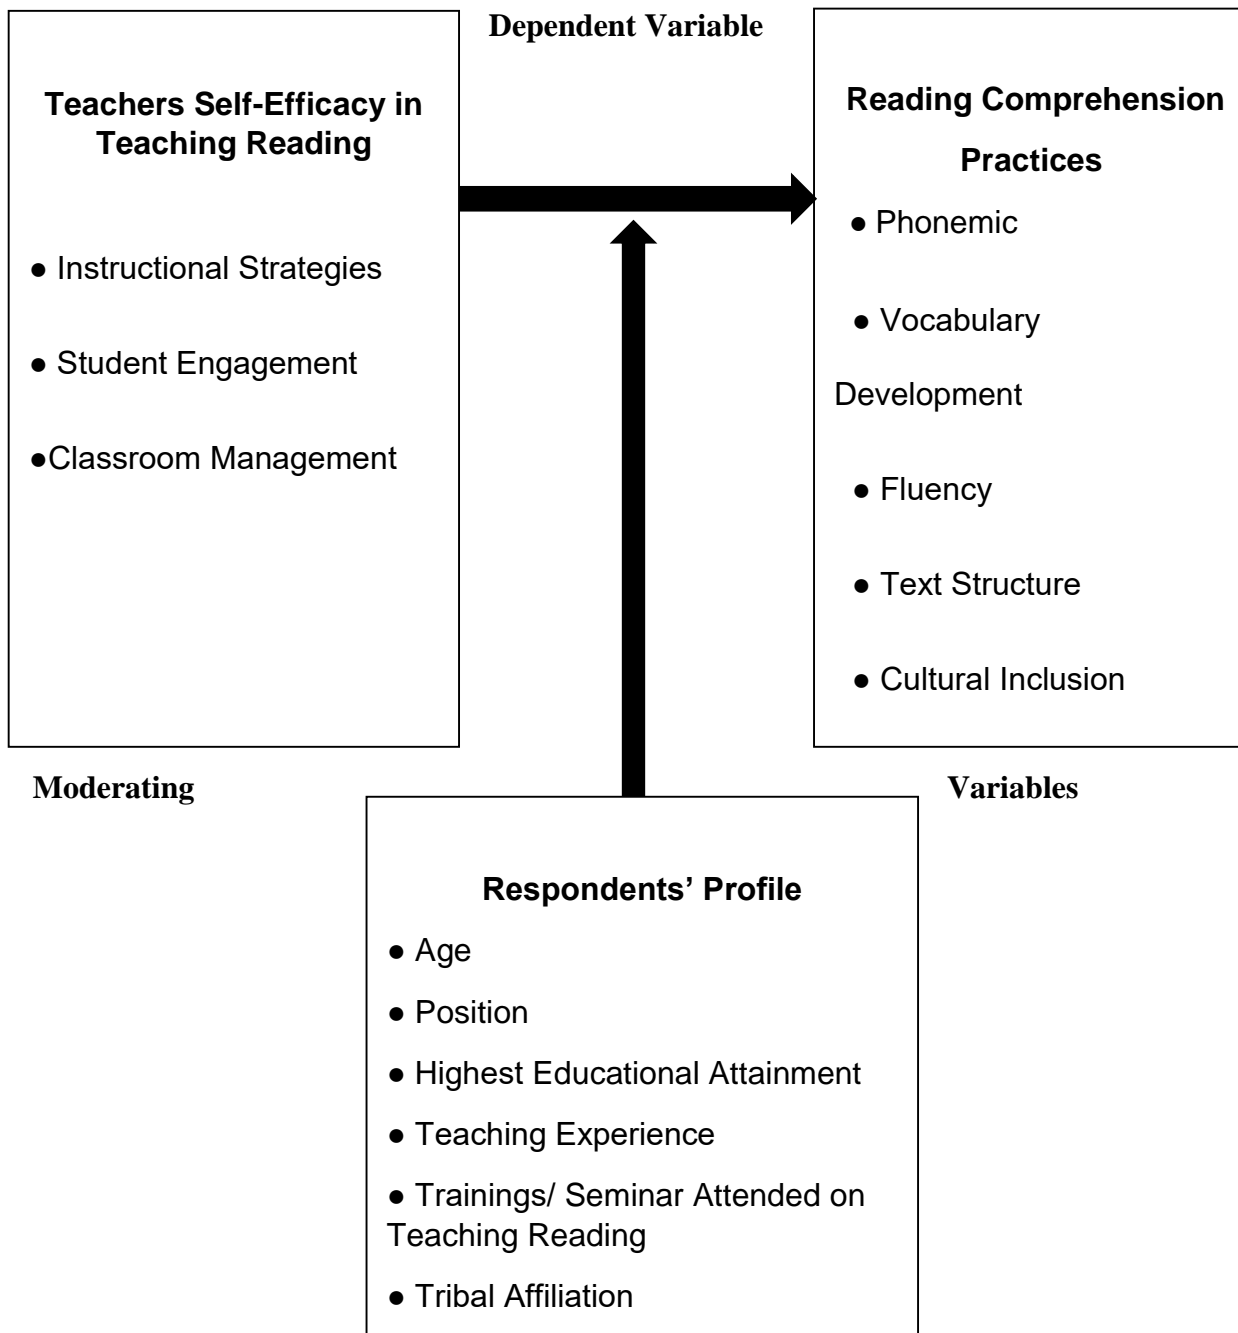 Dependent Variable
Teachers Self-Efficacy in
Teaching Reading
● Instructional Strategies
● Student Engagement
●Classroom Management
Reading Comprehension
Practices
● Phonemic
● Vocabulary
Development
● Fluency
● Text Structure
● Cultural Inclusion
Moderating
Variables
Respondents’ Profile
● Age
● Position
● Highest Educational Attainment
● Teaching Experience
● Trainings/ Seminar Attended on
Teaching Reading
● Tribal Affiliation